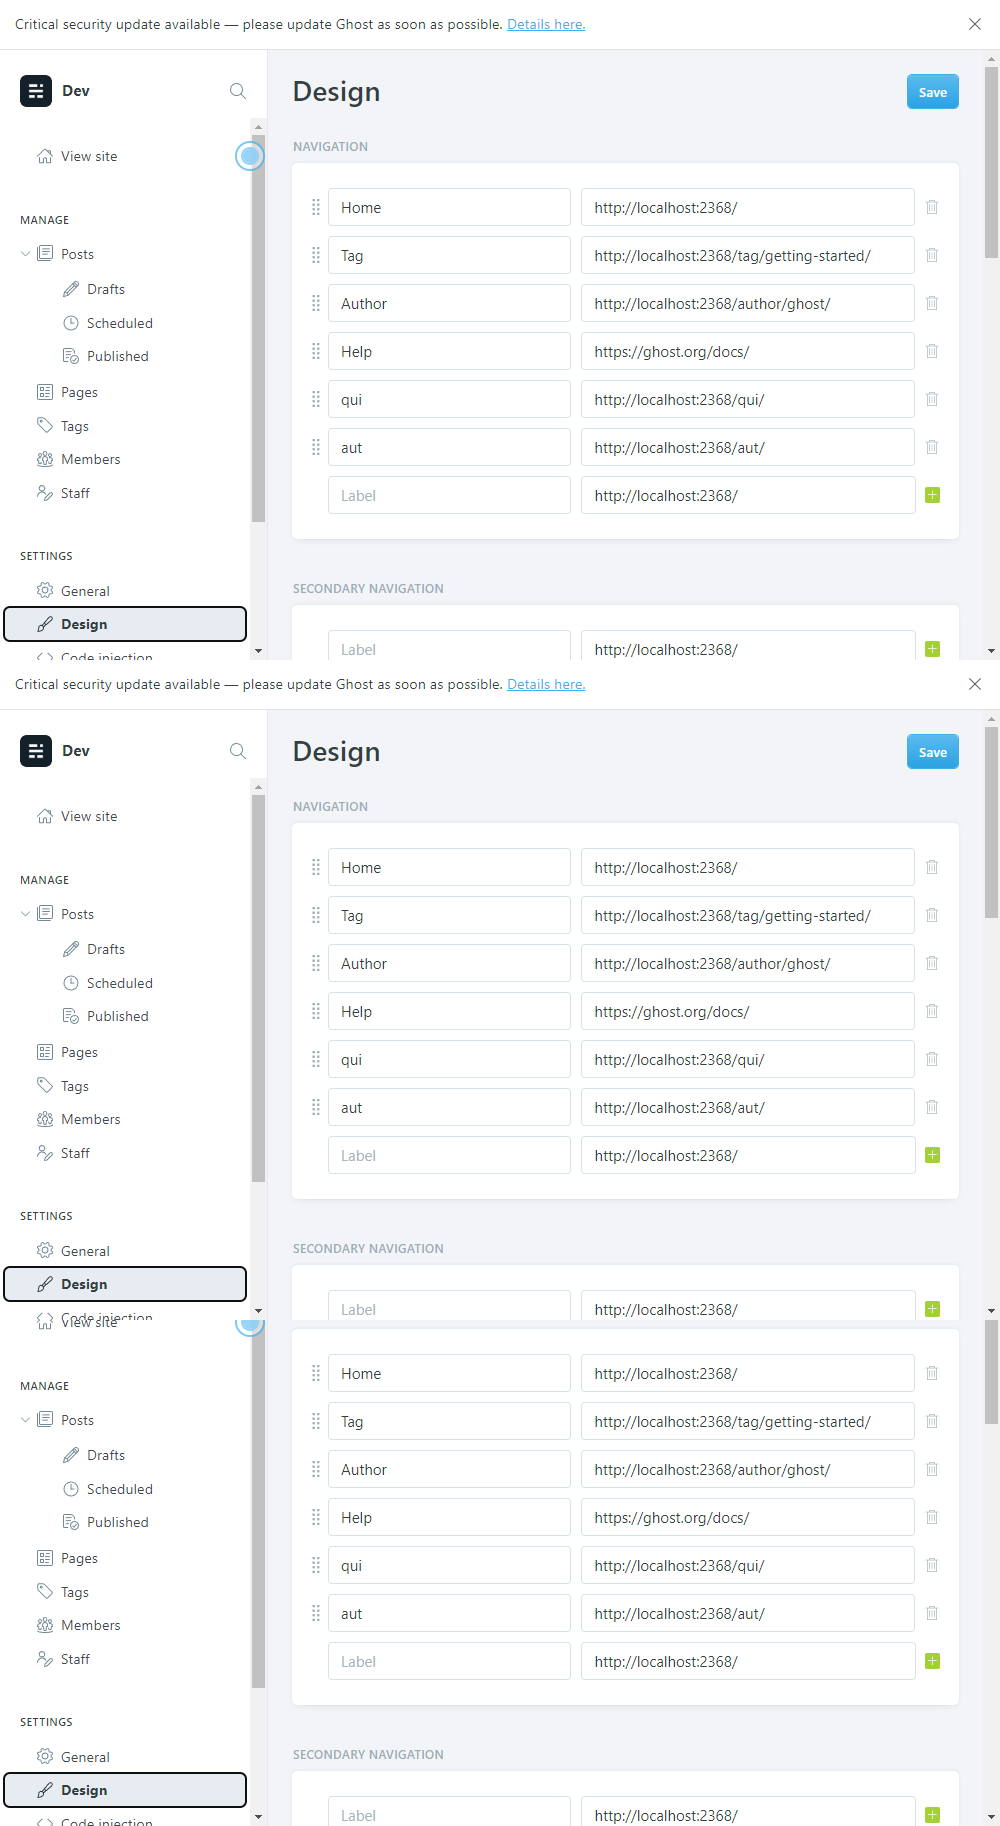 Critical security update available — please update Ghost as soon as possible. Details here.
Dev
View site
MANAGE
Posts
Drafts
Scheduled
Published
Pages
Tags
Members
Staff
SETTINGS
General
Design
Code injection
Design
Save
NAVIGATION
Home http://localhost:2368/
Tag http://localhost:2368/tag/getting-started/
Author http://localhost:2368/author/ghost/
Help https://ghost.org/docs/
qui http://localhost:2368/qui/
aut http://localhost:2368/aut/
Label http://localhost:2368/
SECONDARY NAVIGATION
Label http://localhost:2368/
Critical security update available — please update Ghost as soon as possible. Details here.
Dev
View site
MANAGE
Posts
Drafts
Scheduled
Published
Pages
Tags
Members
Staff
SETTINGS
General
Design
Code injection
Design
Save
NAVIGATION
Home http://localhost:2368/
Tag http://localhost:2368/tag/getting-started/
Author http://localhost:2368/author/ghost/
Help https://ghost.org/docs/
qui http://localhost:2368/qui/
aut http://localhost:2368/aut/
Label http://localhost:2368/
SECONDARY NAVIGATION
Label http://localhost:2368/
View site
MANAGE
Posts
Drafts
Scheduled
Published
Pages
Tags
Members
Staff
SETTINGS
General
Design
Code injection
Home http://localhost:2368/
Tag http://localhost:2368/tag/getting-started/
Author http://localhost:2368/author/ghost/
Help https://ghost.org/docs/
qui http://localhost:2368/qui/
aut http://localhost:2368/aut/
Label http://localhost:2368/
SECONDARY NAVIGATION
Label http://localhost:2368/